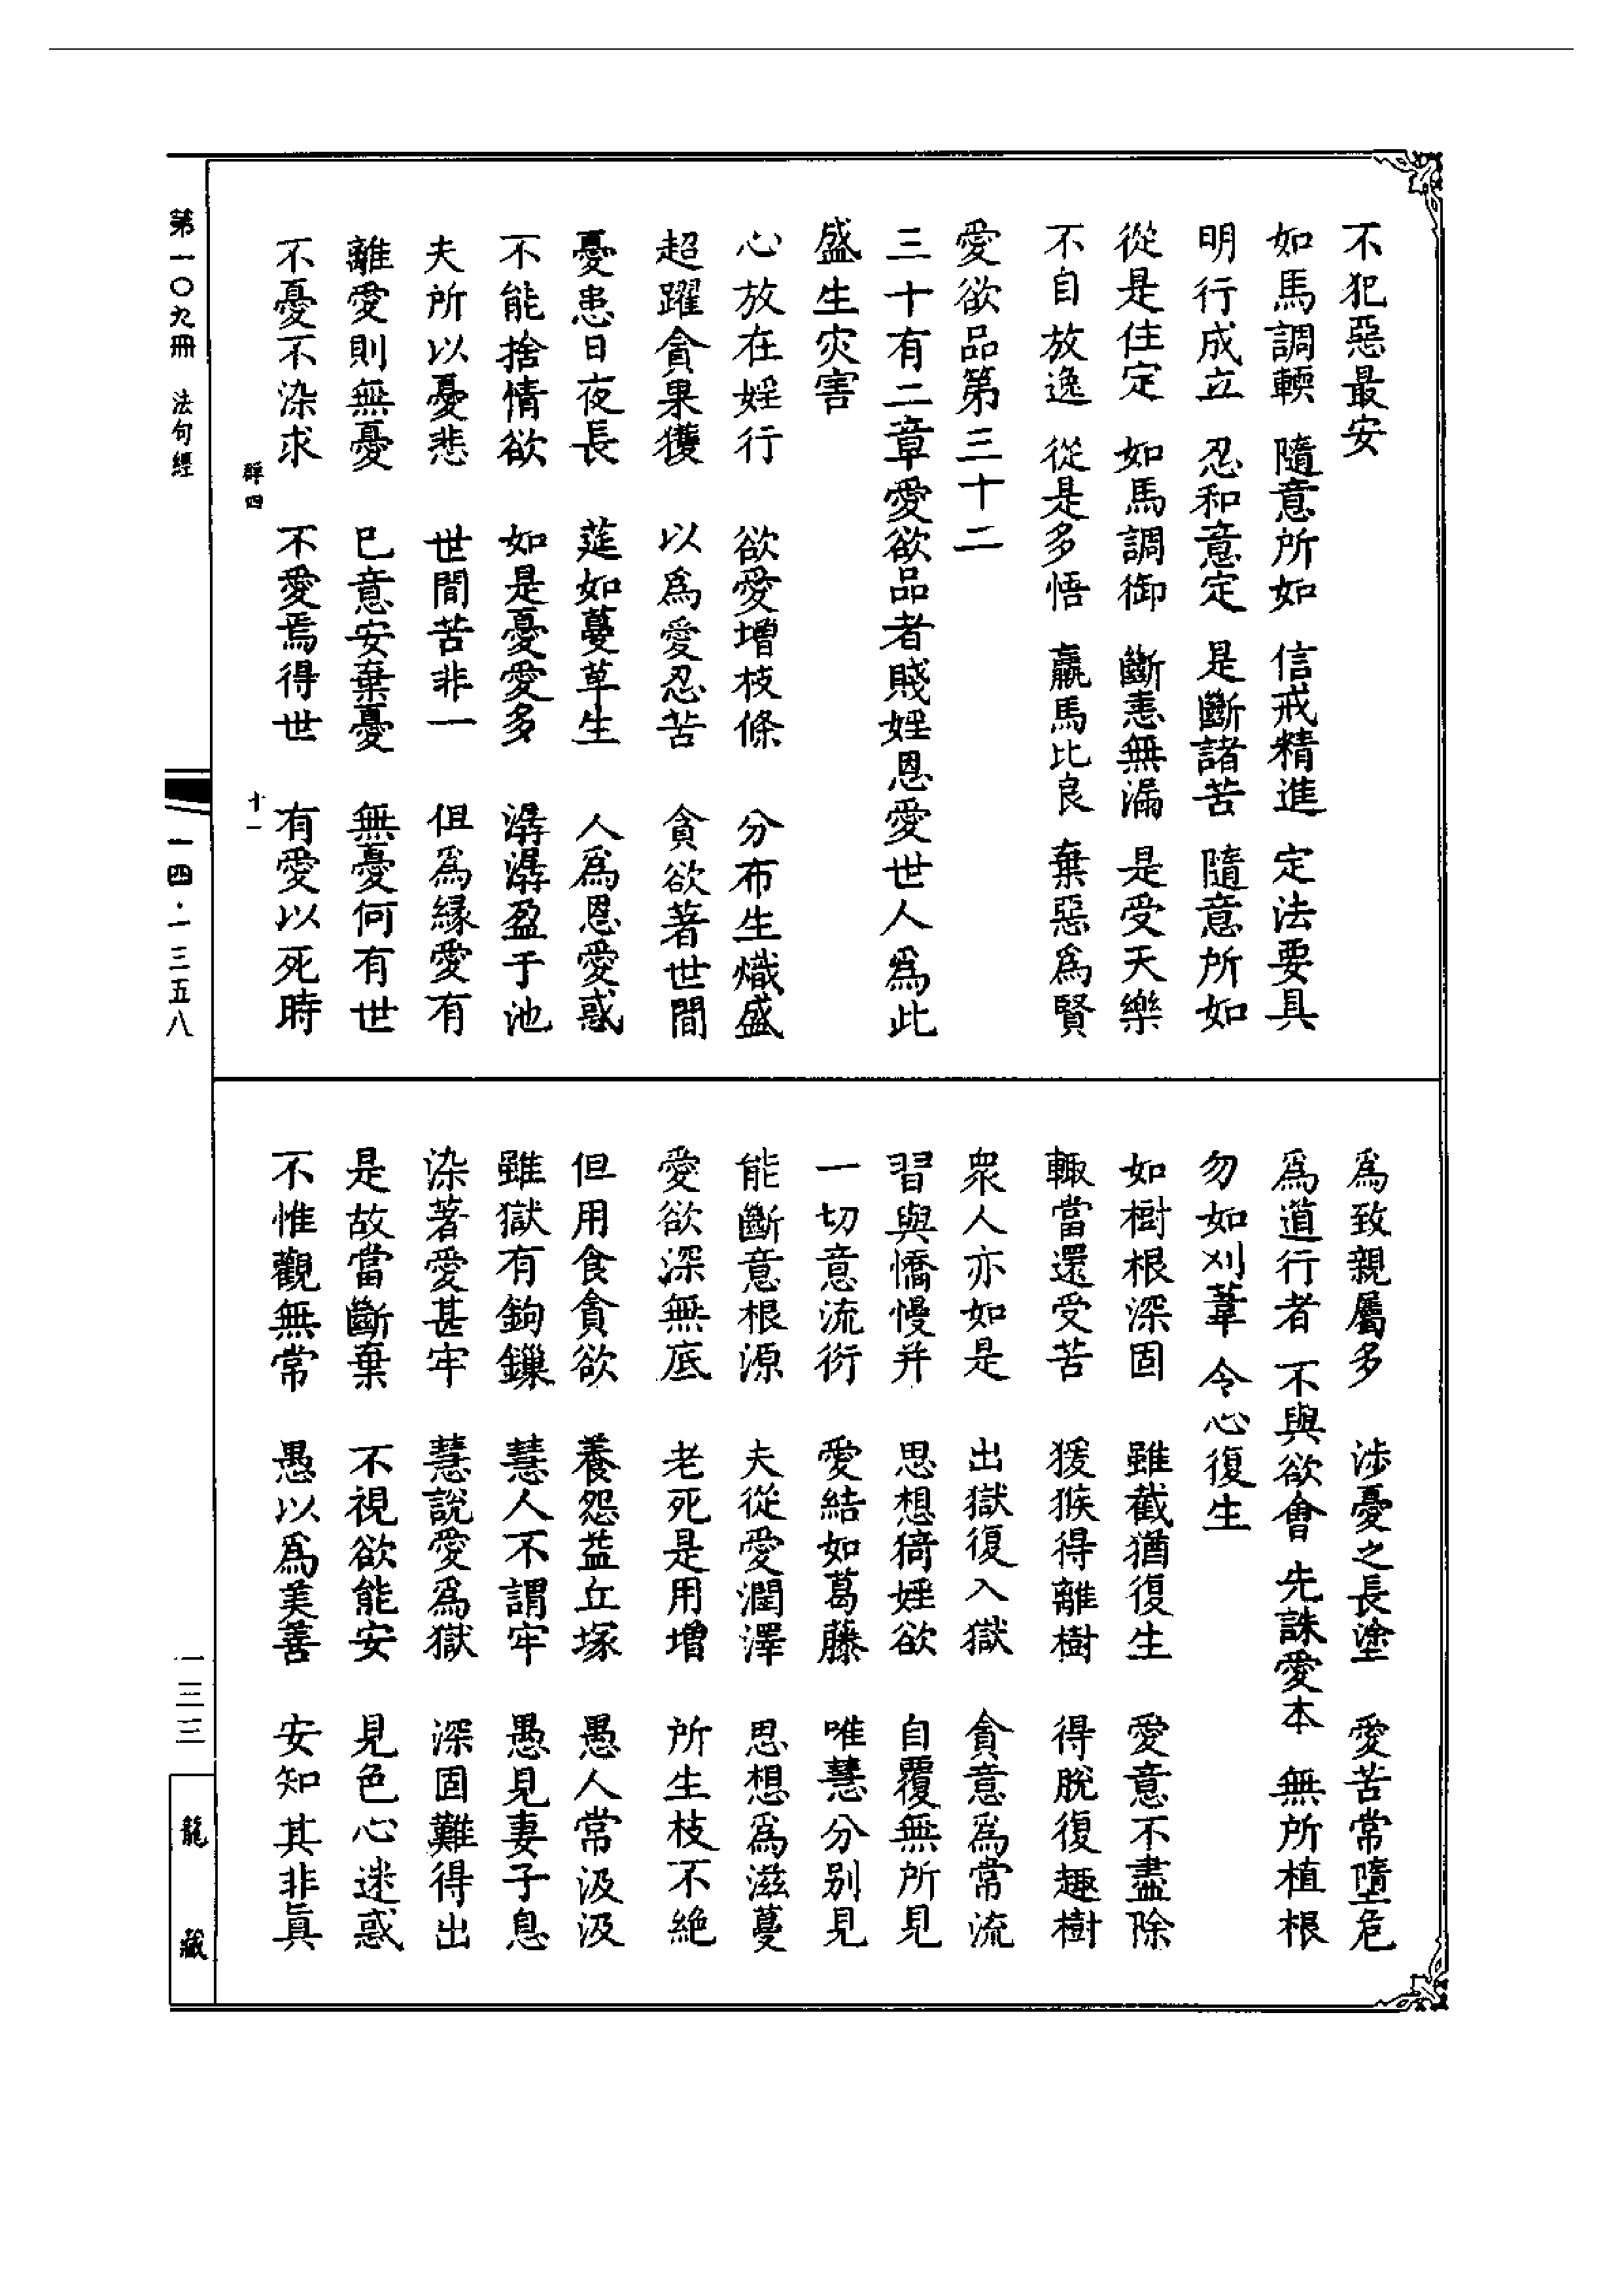 不犯惡最安
如馬調輭　隨意所如　信戒精進　定法要具
明行成立　忍和意定　是斷諸苦　隨意所如
從是住定　如馬調御　斷恚無漏　是受天樂
不自放逸　從是多悟　羸馬比良　棄惡爲賢
愛欲品第三十二
三十有二章愛欲品者賤婬恩愛世人爲此
盛生灾害
心放在婬行　欲愛增枝條　分布生熾盛
超躍貪果獲　以爲愛忍苦　貪欲著世間
憂患日夜長　莚如蔓草生　人爲恩愛惑
不能捨情欲　如是憂愛多　潺潺盈于池
夫所以憂悲　世間苦非一　但爲緣愛有
離愛則無憂　已意安棄憂　無憂何有世
不憂不染求　不愛焉得世　有愛以死時
群四　十一
爲致親屬多　涉憂之長塗　愛苦常墮危
爲道行者　不與欲會　先誅愛本　無所植根
勿如刈葦　令心復生
如樹根深固　雖截猶復生　愛意不盡除
輙當還受苦　猨猴得離樹　得脫復趣樹
衆人亦如是　出獄復入獄　貪意爲常流
習與憍慢并　思想猗婬欲　自覆無所見
一切意流衍　愛結如葛藤　唯慧分別見
能斷意根源　夫從愛潤澤　思想爲滋蔓
愛欲深無底　老死是用增　所生枝不絶
但用食貪欲　養怨益丘塚　愚人常汲汲
雖獄有鉤鏁　慧人不謂牢　愚見妻子息
染著愛甚牢　慧說愛爲獄　深固難得出
是故當斷棄　不視欲能安　見色心迷惑
不惟觀無常　愚以爲美善　安知其非真
第一〇九冊　法句經
一四・一三五八
一三三
龍藏